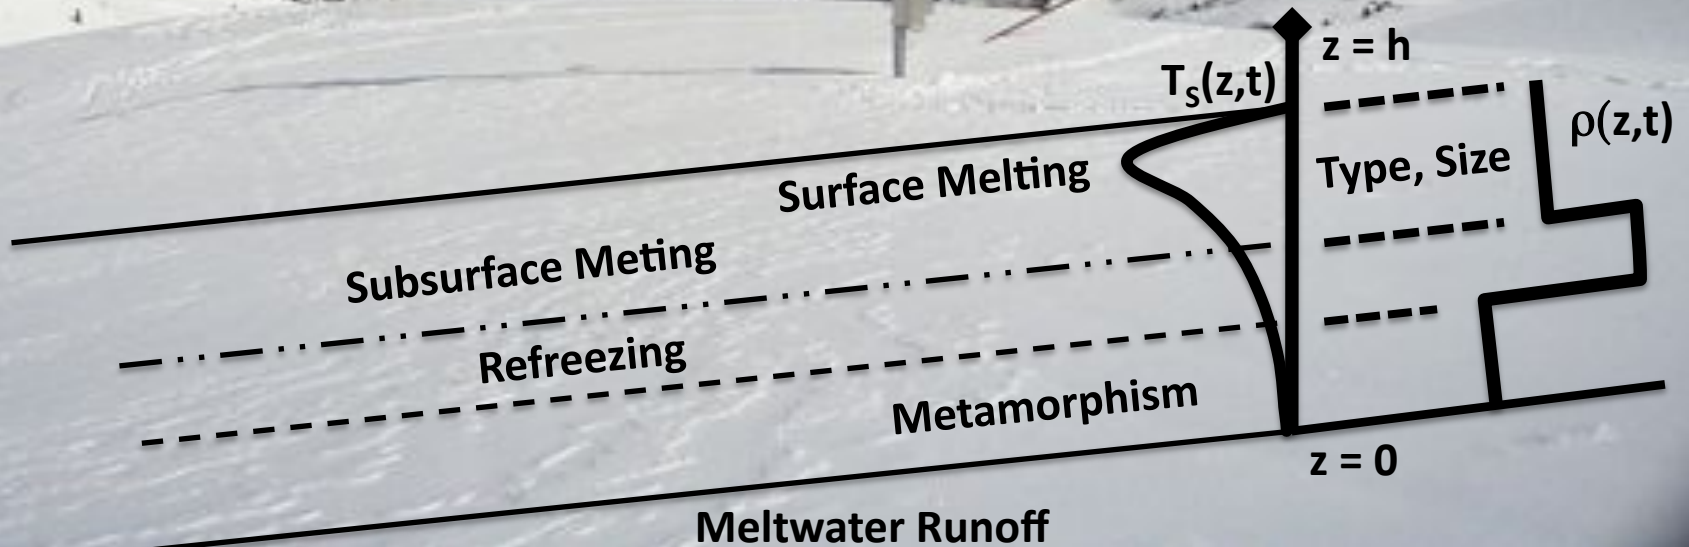 z = h
Ts(z,t)
ρ(z,t)
Type, Size
Surface Melting
Subsurface Meting
Refreezing
Metamorphism
z = 0
Meltwater Runoff